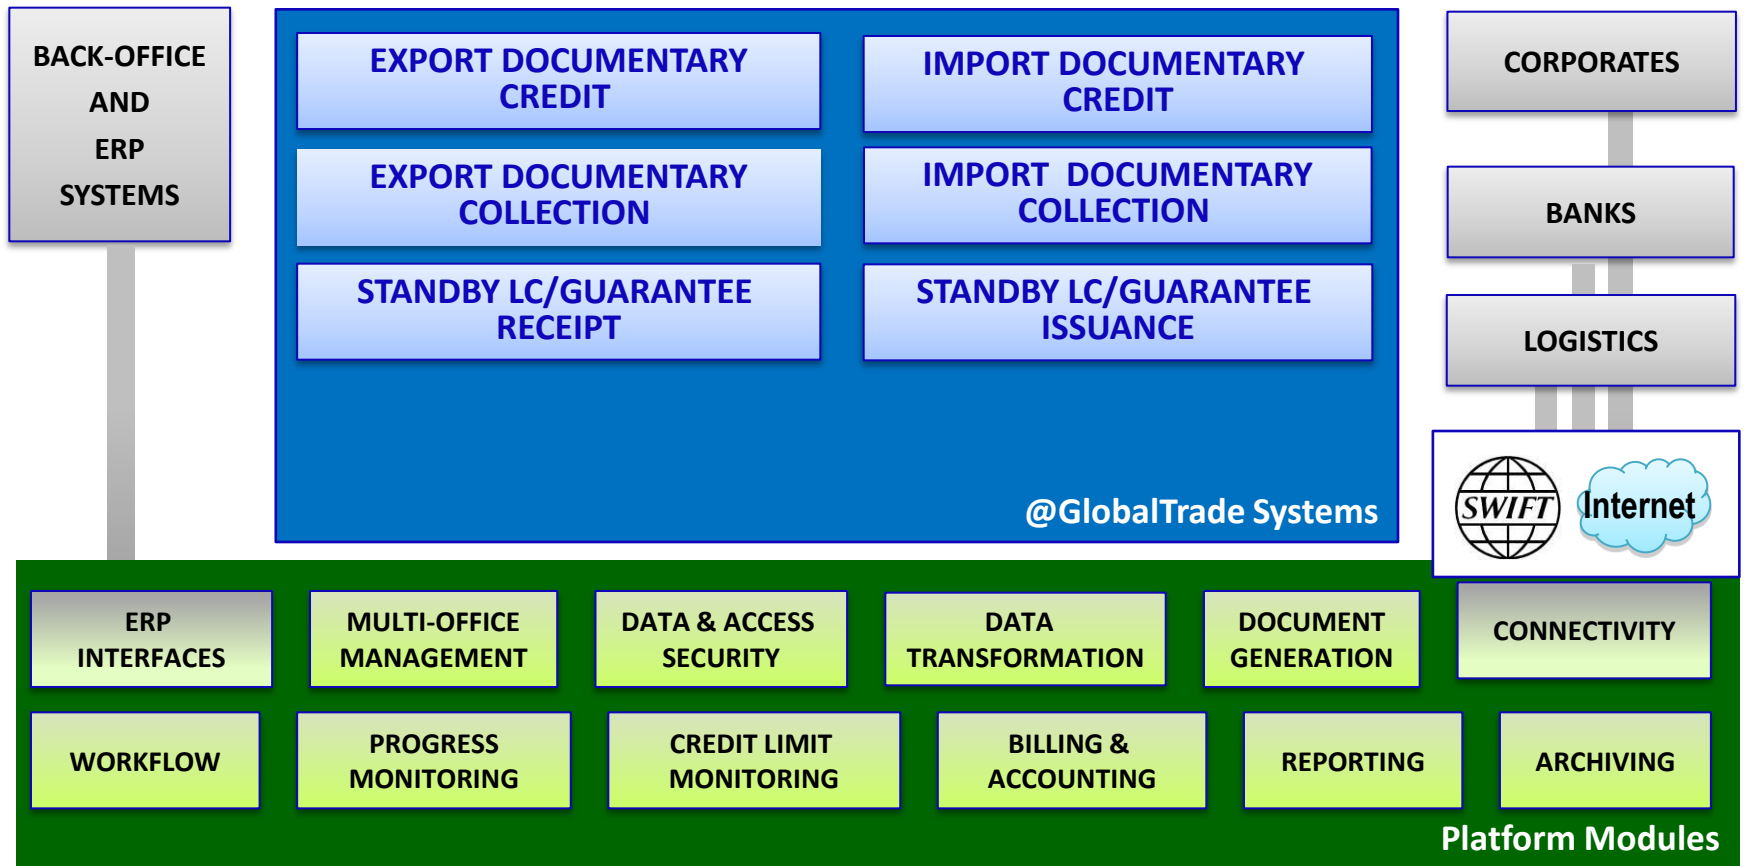 BACK-OFFICE
AND
ERP
SYSTEMS
EXPORT DOCUMENTARY
CREDIT
IMPORT DOCUMENTARY
CREDIT
EXPORT DOCUMENTARY
COLLECTION
IMPORT DOCUMENTARY
COLLECTION
STANDBY LC/GUARANTEE
RECEIPT
STANDBY LC/GUARANTEE
ISSUANCE
@GlobalTrade Systems
CORPORATES
BANKS
LOGISTICS
SWIFT
Internet
ERP
INTERFACES
MULTI-OFFICE
MANAGEMENT
DATA & ACCESS
SECURITY
DATA
TRANSFORMATION
DOCUMENT
GENERATION
CONNECTIVITY
WORKFLOW
PROGRESS
MONITORING
CREDIT LIMIT
MONITORING
BILLING &
ACCOUNTING
REPORTING
ARCHIVING
Platform Modules